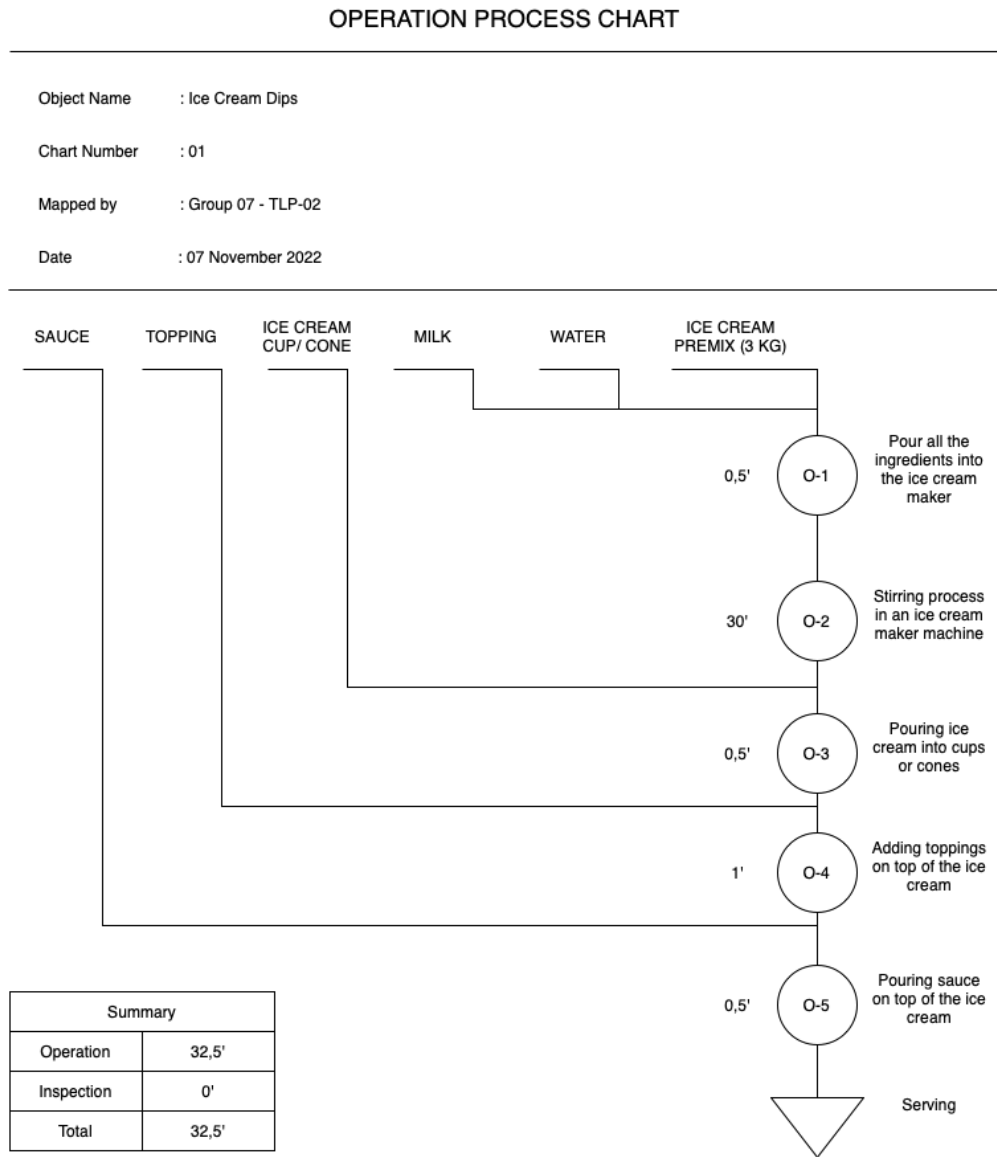 OPERATION PROCESS CHART
Object Name : Ice Cream Dips
Chart Number : 01
Mapped by : Group 07 - TLP-02
Date : 07 November 2022
SAUCE
TOPPING
ICE CREAM
CUP/ CONE
MILK
WATER
ICE CREAM
PREMIX (3 KG)
0,5'
O-1
Pour all the
ingredients into
the ice cream
maker
30'
O-2
Stirring process
in an ice cream
maker machine
0,5'
O-3
Pouring ice
cream into cups
or cones
1'
O-4
Adding toppings
on top of the ice
cream
0,5'
O-5
Pouring sauce
on top of the ice
cream
Serving
Summary
Operation 32,5'
Inspection 0'
Total 32,5'